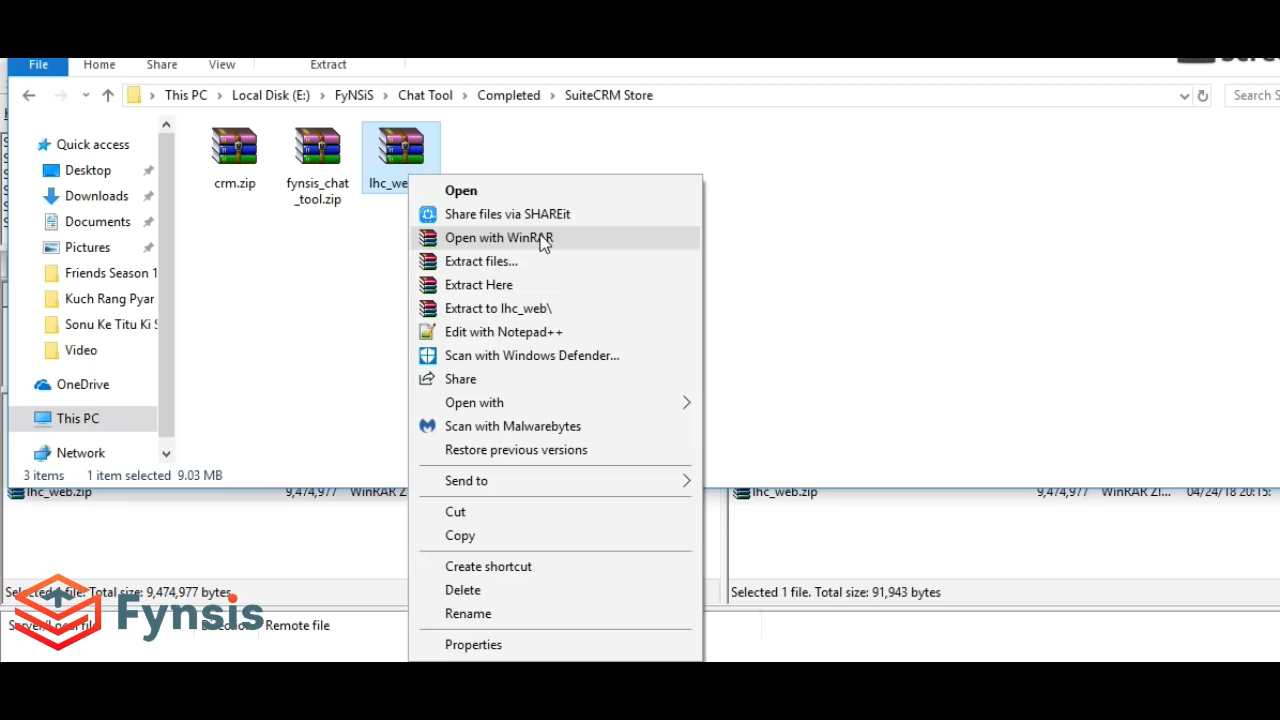 File Home Share View Extract
This PC Local Disk (E:) FyNSiS Chat Tool Completed SuiteCRM Store
Search S
Quick access
Desktop
Downloads
Documents
Pictures
Friends Season 1
Kuch Rang Pyar
Sonu Ke Titu Ki S
Video
OneDrive
This PC
Network
crm.zip
fynsis_chat
_tool.zip
lhc_we
Open
Share files via SHAREit
Open with WinRAR
Extract files...
Extract Here
Extract to lhc_web\
Edit with Notepad++
Scan with Windows Defender...
Share
Open with
Scan with Malwarebytes
Restore previous versions
Send to
Cut
Copy
Create shortcut
Delete
Rename
Properties
3 items 1 item selected 9.03 MB
lhc_web.zip 9,474,977 WinRAR Z
lhc_web.zip 9,474,977 WinRAR ZI... 04/24/18 20:15:
Selected 1 file. Total size: 9,474,977 bytes
Selected 1 file. Total size: 91,943 bytes
Remote file
Fynsis